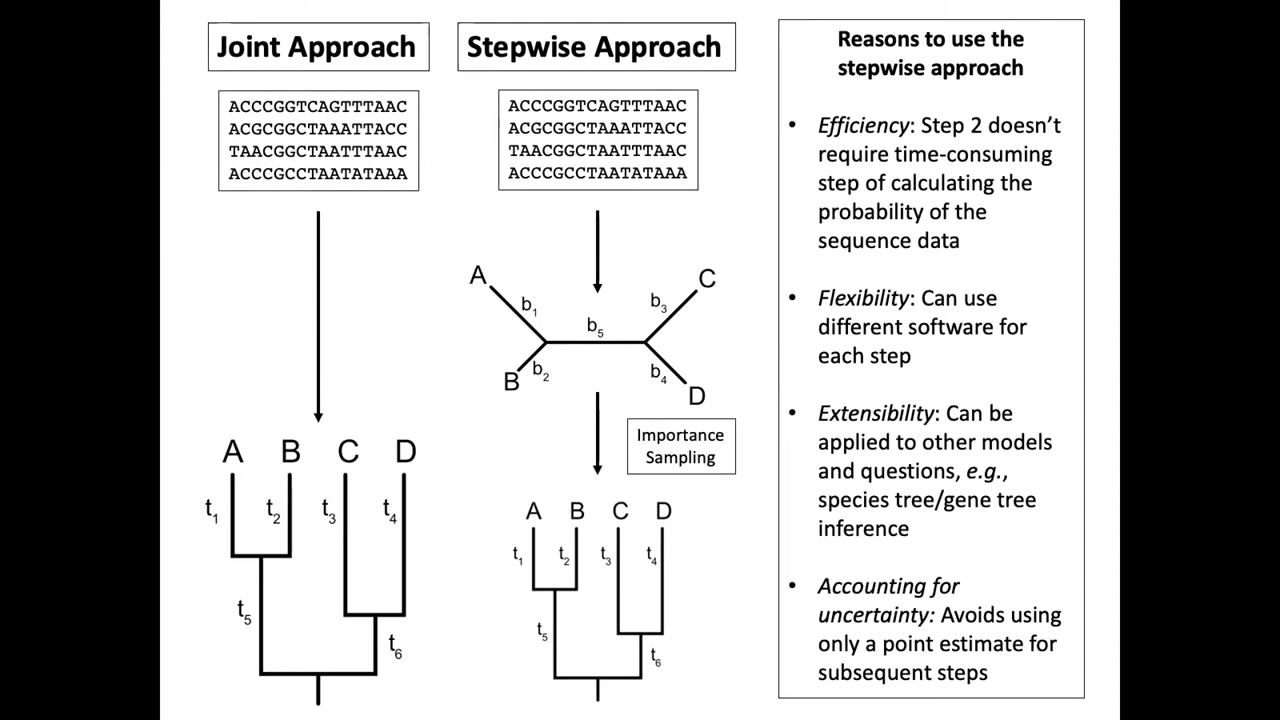 Joint Approach
ACCCGGTCAGTTTAAC
ACGCGGCTAAATTACC
TAACGGCTAATTTAAC
ACCCGCCTAATATAAA
A B C D
t1 t2 t3 t4
t5
t6
Stepwise Approach
ACCCGGTCAGTTTAAC
ACGCGGCTAAATTACC
TAACGGCTAATTTAAC
ACCCGCCTAATATAAA
A C
b1 b3
b5
B b2 b4 D
Importance
Sampling
A B C D
t1 t2 t3 t4
t5
t6
Reasons to use the
stepwise approach
• Efficiency: Step 2 doesn’t
require time-consuming
step of calculating the
probability of the
sequence data
• Flexibility: Can use
different software for
each step
• Extensibility: Can be
applied to other models
and questions, e.g.,
species tree/gene tree
inference
• Accounting for
uncertainty: Avoids using
only a point estimate for
subsequent steps